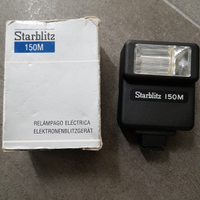 Starblitz
150M
RELÁMPAGO ELÉCTRICA
ELEKTRONENBLITZGERÄT
Starblitz 150M